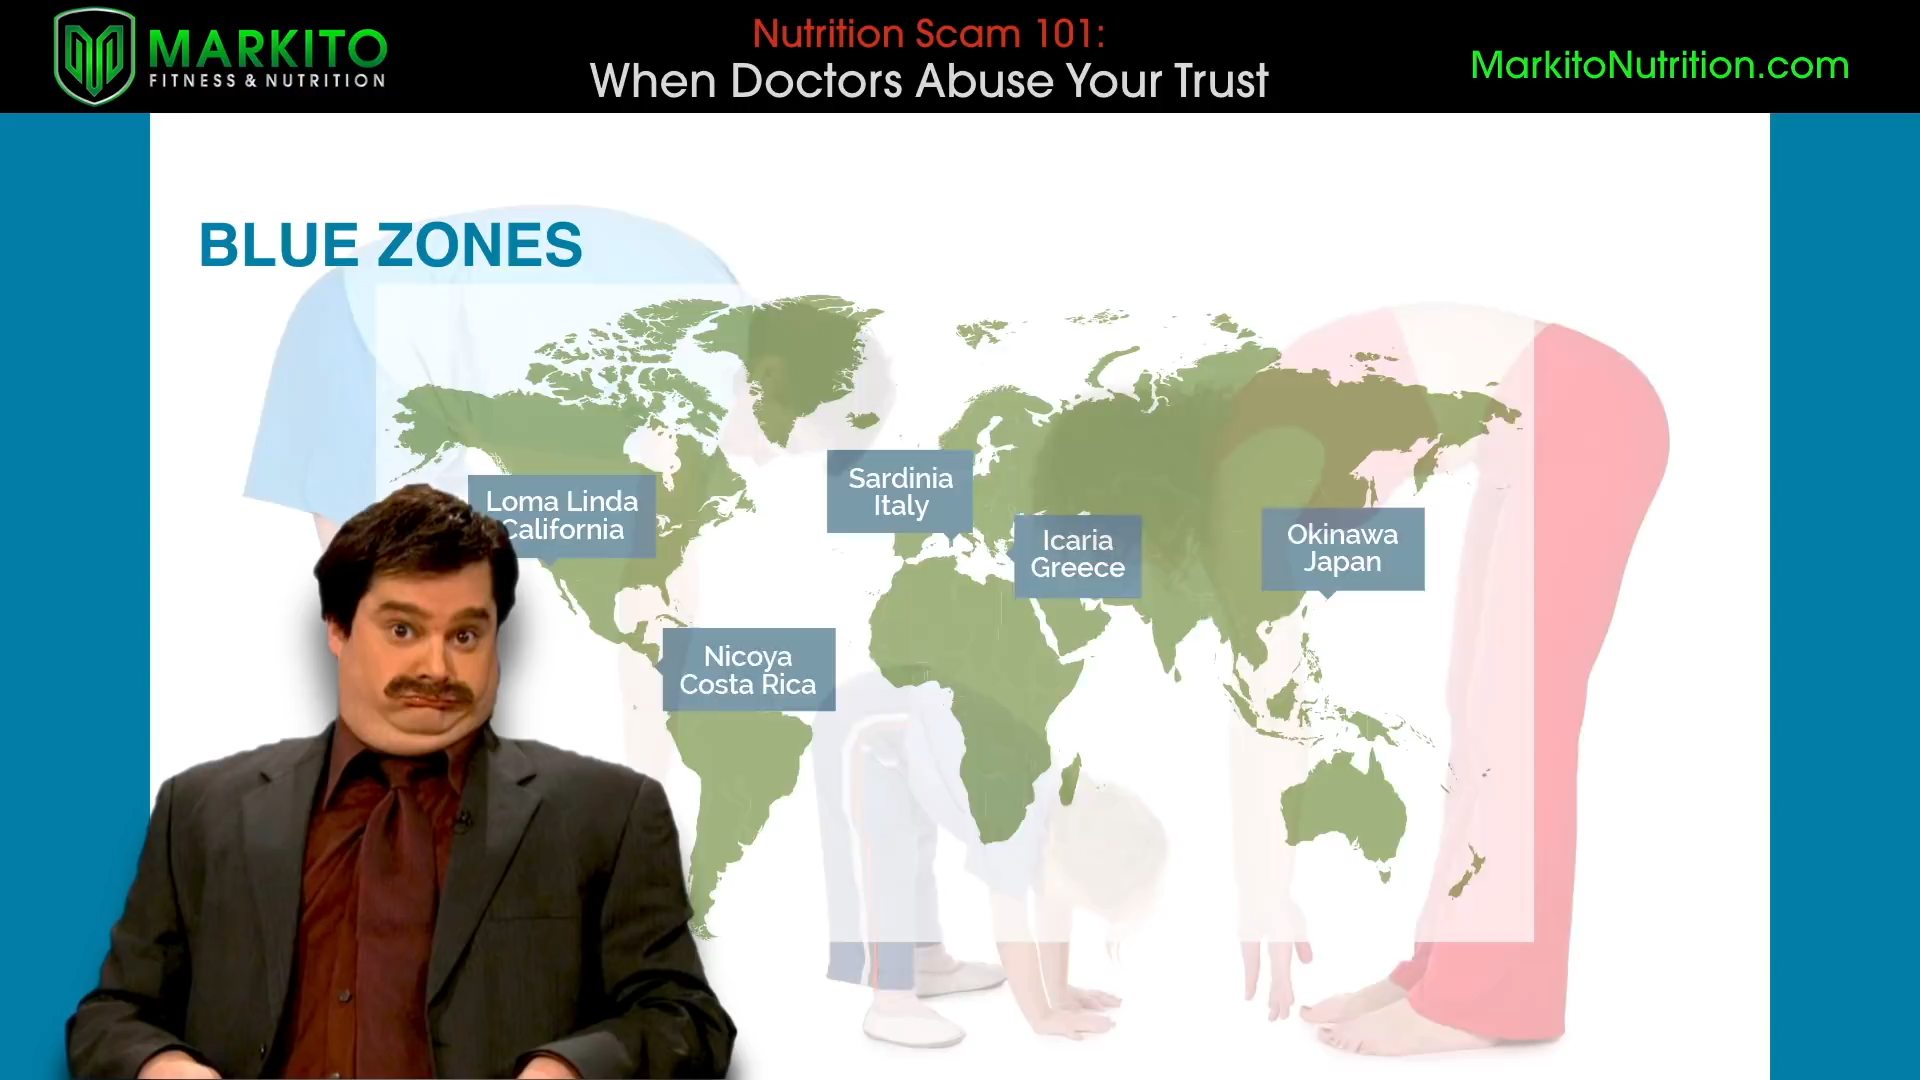 MARKITO
FITNESS & NUTRITION
Nutrition Scam 101:
When Doctors Abuse Your Trust
MarkitoNutrition.com
BLUE ZONES
Loma Linda
California
Sardinia
Italy
Icaria
Greece
Okinawa
Japan
Nicoya
Costa Rica